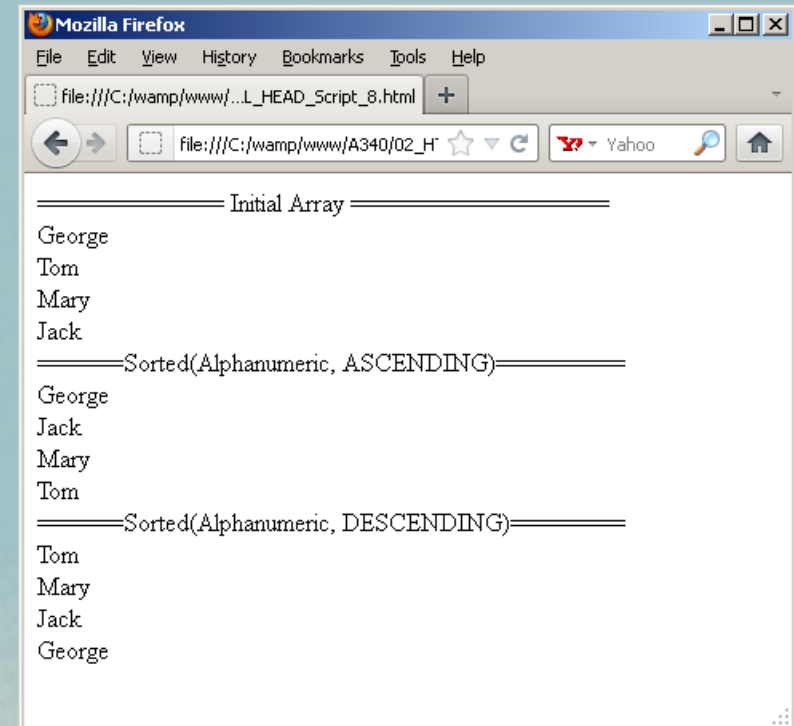 Mozilla Firefox
File Edit View History Bookmarks Tools Help
file:///C:/wamp/www/...L_HEAD_Script_8.html +
file:///C:/wamp/www/A340/02_HT Yahoo
============= Initial Array ==================
George
Tom
Mary
Jack
======Sorted(Alphanumeric, ASCENDING)=========
George
Jack
Mary
Tom
======Sorted(Alphanumeric, DESCENDING)========
Tom
Mary
Jack
George